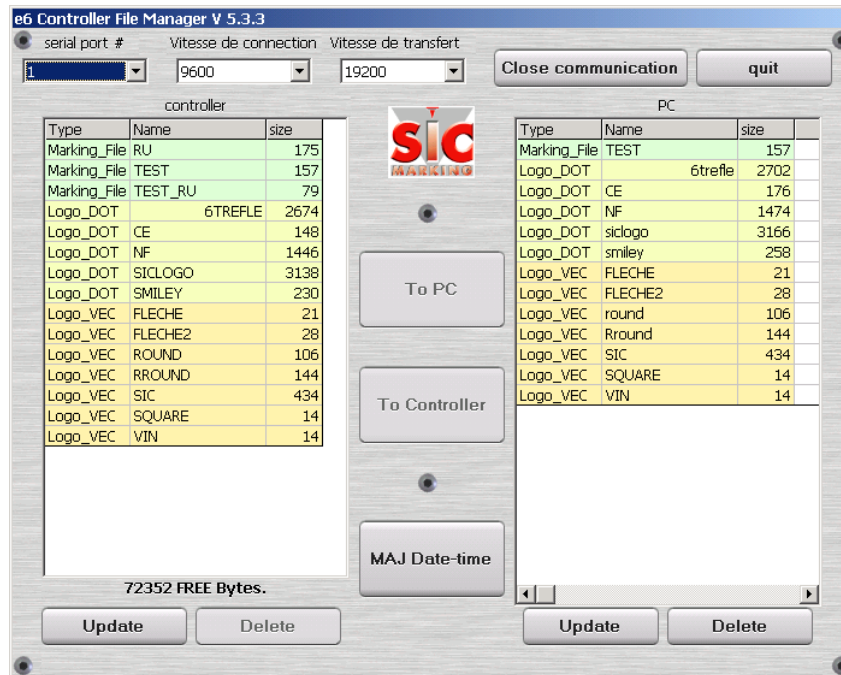 e6 Controller File Manager V 5.3.3
serial port # Vitesse de connection Vitesse de transfert
1 9600 19200 Close communication quit
controller
Type Name size
Marking_File RU 175
Marking_File TEST 157
Marking_File TEST_RU 79
Logo_DOT 6TREFLE 2674
Logo_DOT CE 148
Logo_DOT NF 1446
Logo_DOT SICLOGO 3138
Logo_DOT SMILEY 230
Logo_VEC FLECHE 21
Logo_VEC FLECHE2 28
Logo_VEC ROUND 106
Logo_VEC RROUND 144
Logo_VEC SIC 434
Logo_VEC SQUARE 14
Logo_VEC VIN 14
72352 FREE Bytes.
Update Delete
SIC
MARKING
To PC
To Controller
MAJ Date-time
PC
Type Name size
Marking_File TEST 157
Logo_DOT 6trefle 2702
Logo_DOT CE 176
Logo_DOT NF 1474
Logo_DOT siclogo 3166
Logo_DOT smiley 258
Logo_VEC FLECHE 21
Logo_VEC FLECHE2 28
Logo_VEC round 106
Logo_VEC Rround 144
Logo_VEC SIC 434
Logo_VEC SQUARE 14
Logo_VEC VIN 14
Update Delete